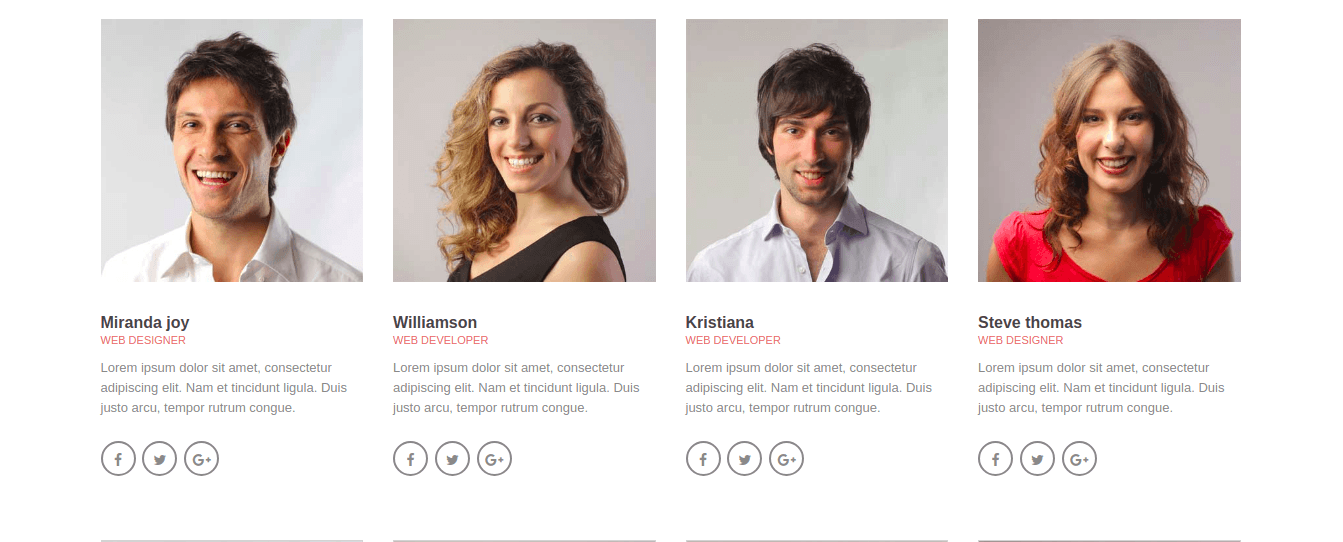 Miranda joy
WEB DESIGNER
Lorem ipsum dolor sit amet, consectetur
adipiscing elit. Nam et tincidunt ligula. Duis
justo arcu, tempor rutrum congue.
Williamson
WEB DEVELOPER
Lorem ipsum dolor sit amet, consectetur
adipiscing elit. Nam et tincidunt ligula. Duis
justo arcu, tempor rutrum congue.
Kristiana
WEB DEVELOPER
Lorem ipsum dolor sit amet, consectetur
adipiscing elit. Nam et tincidunt ligula. Duis
justo arcu, tempor rutrum congue.
Steve thomas
WEB DESIGNER
Lorem ipsum dolor sit amet, consectetur
adipiscing elit. Nam et tincidunt ligula. Duis
justo arcu, tempor rutrum congue.